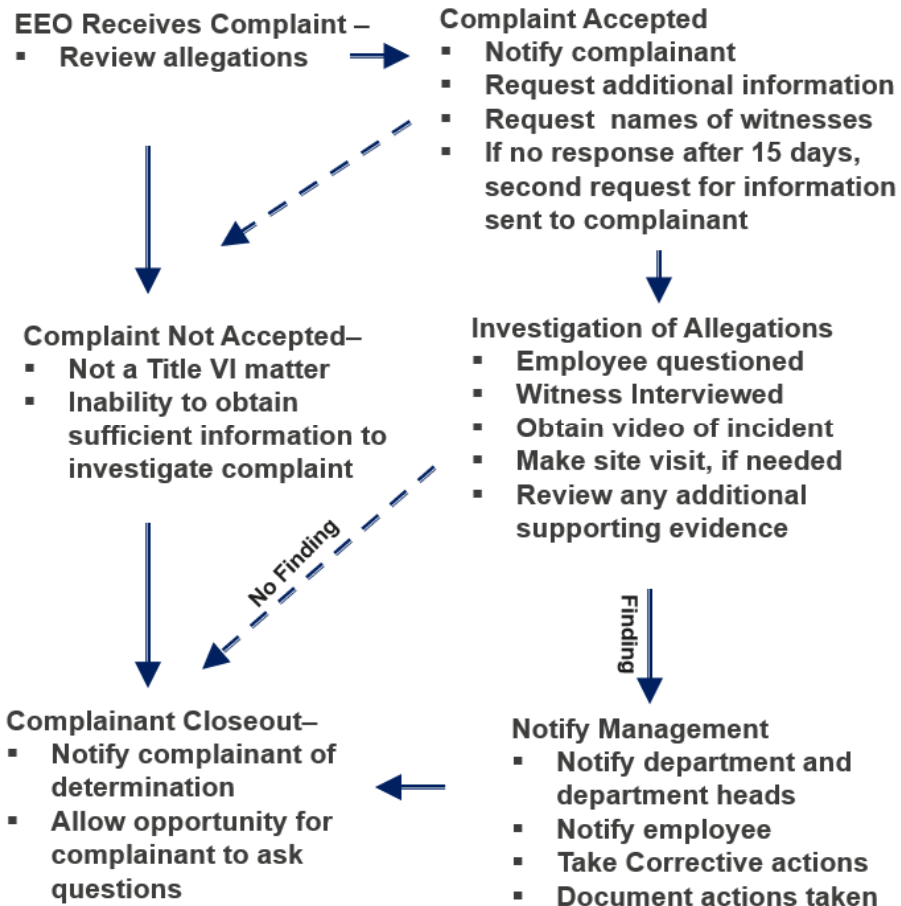 EEO Receives Complaint –
▪ Review allegations
Complaint Accepted
▪ Notify complainant
▪ Request additional information
▪ Request names of witnesses
▪ If no response after 15 days,
second request for information
sent to complainant
Complaint Not Accepted–
▪ Not a Title VI matter
▪ Inability to obtain
sufficient information to
investigate complaint
Investigation of Allegations
▪ Employee questioned
▪ Witness Interviewed
▪ Obtain video of incident
▪ Make site visit, if needed
▪ Review any additional
supporting evidence
No Finding
Finding
Complainant Closeout–
▪ Notify complainant of
determination
▪ Allow opportunity for
complainant to ask
questions
Notify Management
▪ Notify department and
department heads
▪ Notify employee
▪ Take Corrective actions
▪ Document actions taken